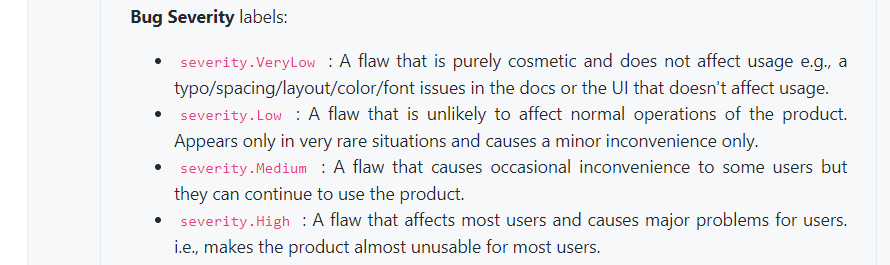 Bug Severity labels:
• severity.VeryLow : A flaw that is purely cosmetic and does not affect usage e.g., a
typo/spacing/layout/color/font issues in the docs or the UI that doesn't affect usage.
• severity.Low : A flaw that is unlikely to affect normal operations of the product.
Appears only in very rare situations and causes a minor inconvenience only.
• severity.Medium : A flaw that causes occasional inconvenience to some users but
they can continue to use the product.
• severity.High : A flaw that affects most users and causes major problems for users.
i.e., makes the product almost unusable for most users.